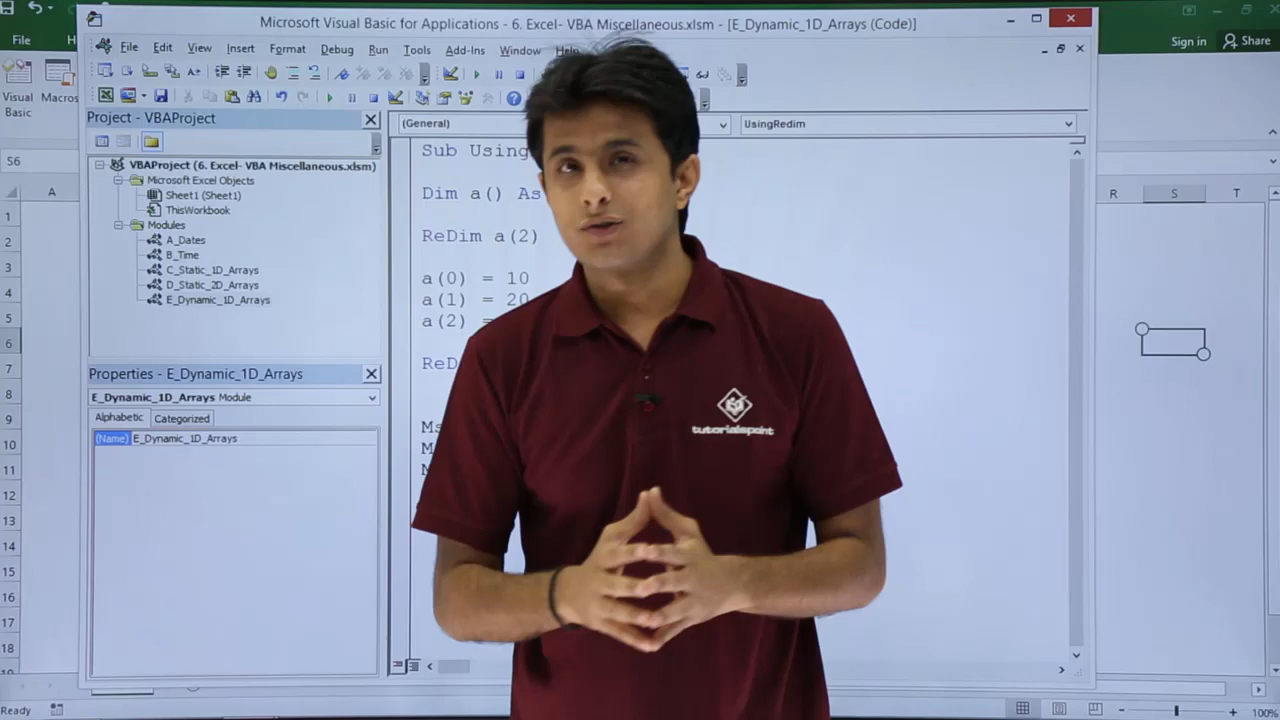 Microsoft Visual Basic for Applications - 6. Excel- VBA Miscellaneous.xlsm - [E_Dynamic_1D_Arrays (Code)]
File
Sign in
Share
File Edit View Insert Format Debug Run Tools Add-Ins Window Help
Visual
Basic
Macros
Project - VBAProject
(General)
UsingRedim
VBAProject (6. Excel- VBA Miscellaneous.xlsm)
Microsoft Excel Objects
Sheet1 (Sheet1)
ThisWorkbook
Modules
A_Dates
B_Time
C_Static_1D_Arrays
D_Static_2D_Arrays
E_Dynamic_1D_Arrays
Sub Using
Dim a() As
ReDim a(2)
a(0) = 10
a(1) = 20
a(2) =
S6
A
R
S
T
1
2
3
4
5
6
7
8
9
10
11
12
13
14
15
16
17
18
Properties - E_Dynamic_1D_Arrays
E_Dynamic_1D_Arrays Module
Alphabetic Categorized
(Name) E_Dynamic_1D_Arrays
tutorialspoint
Ready
100%